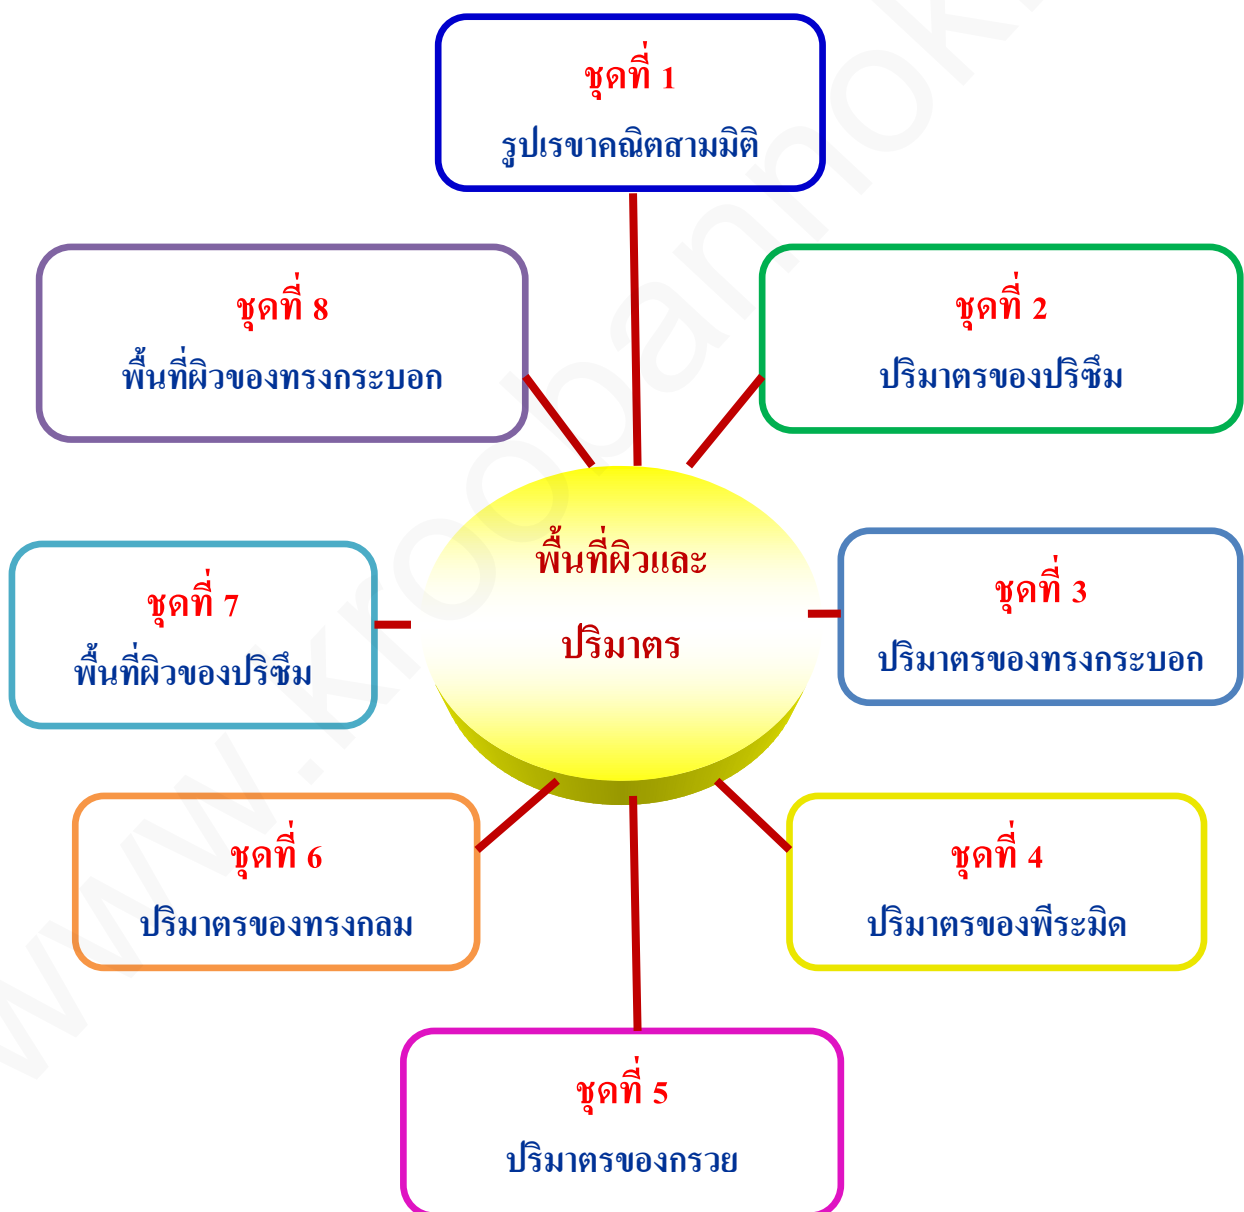 ชุดที่ 1
รูปเรขาคณิตสามมิติ
ชุดที่ 8
พื้นที่ผิวของทรงกระบอก
ชุดที่ 2
ปริมาตรของปริซึม
พื้นที่ผิวและ
ปริมาตร
ชุดที่ 7
พื้นที่ผิวของปริซึม
ชุดที่ 3
ปริมาตรของทรงกระบอก
ชุดที่ 6
ปริมาตรของทรงกลม
ชุดที่ 4
ปริมาตรของพีระมิด
ชุดที่ 5
ปริมาตรของกรวย
www.kroobannok.